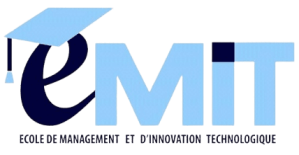 eMIT
ECOLE DE MANAGEMENT ET D'INNOVATION TECHNOLOGIQUE